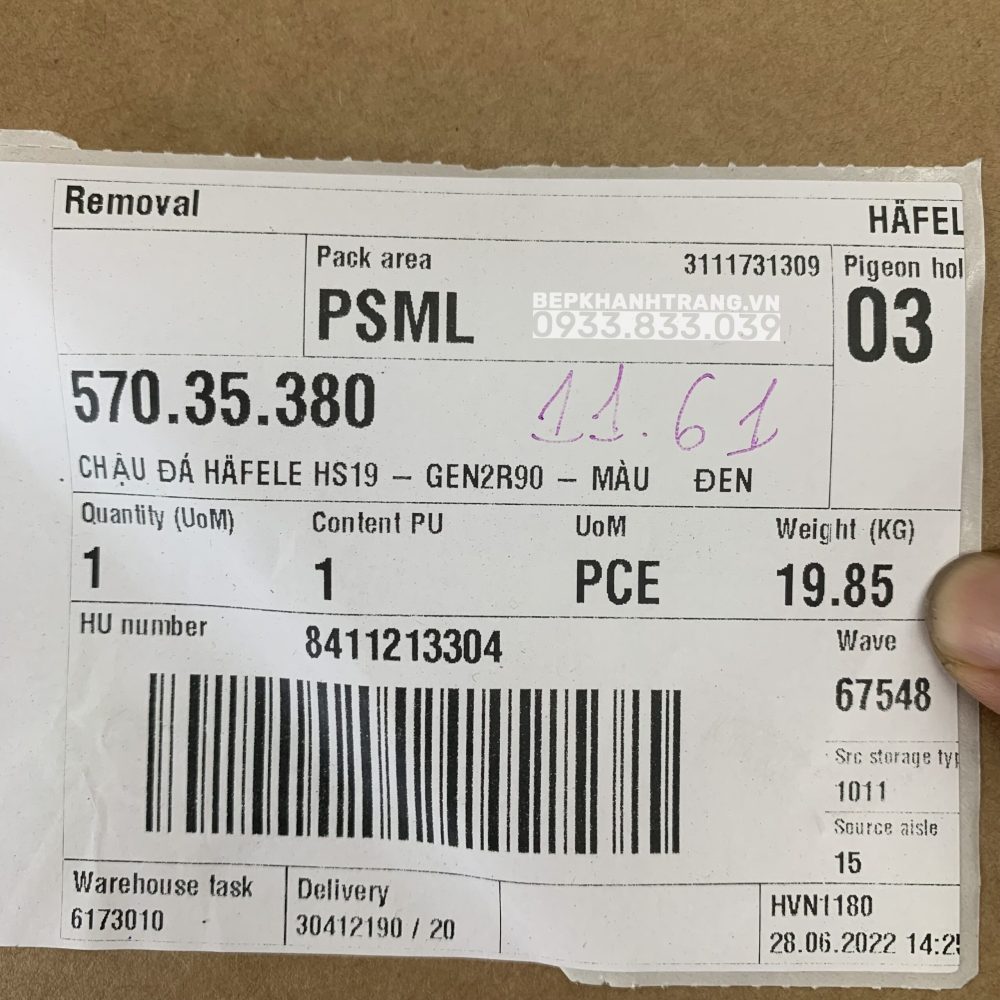 Removal
HÄFEL
Pack area
3111731309
Pigeon hol
PSML
BEPKHANHTRANG.VN
0933.833.039
03
570.35.380
11.61
CHẬU ĐÁ HÄFELE HS19 – GEN2R90 – MÀU ĐEN
Quantity (UoM)
Content PU
UoM
Weight (KG)
1
1
PCE
19.85
HU number
8411213304
Wave
67548
Src storage typ
1011
Source aisle
15
Warehouse task
6173010
Delivery
30412190 / 20
HVN1180
28.06.2022 14:25